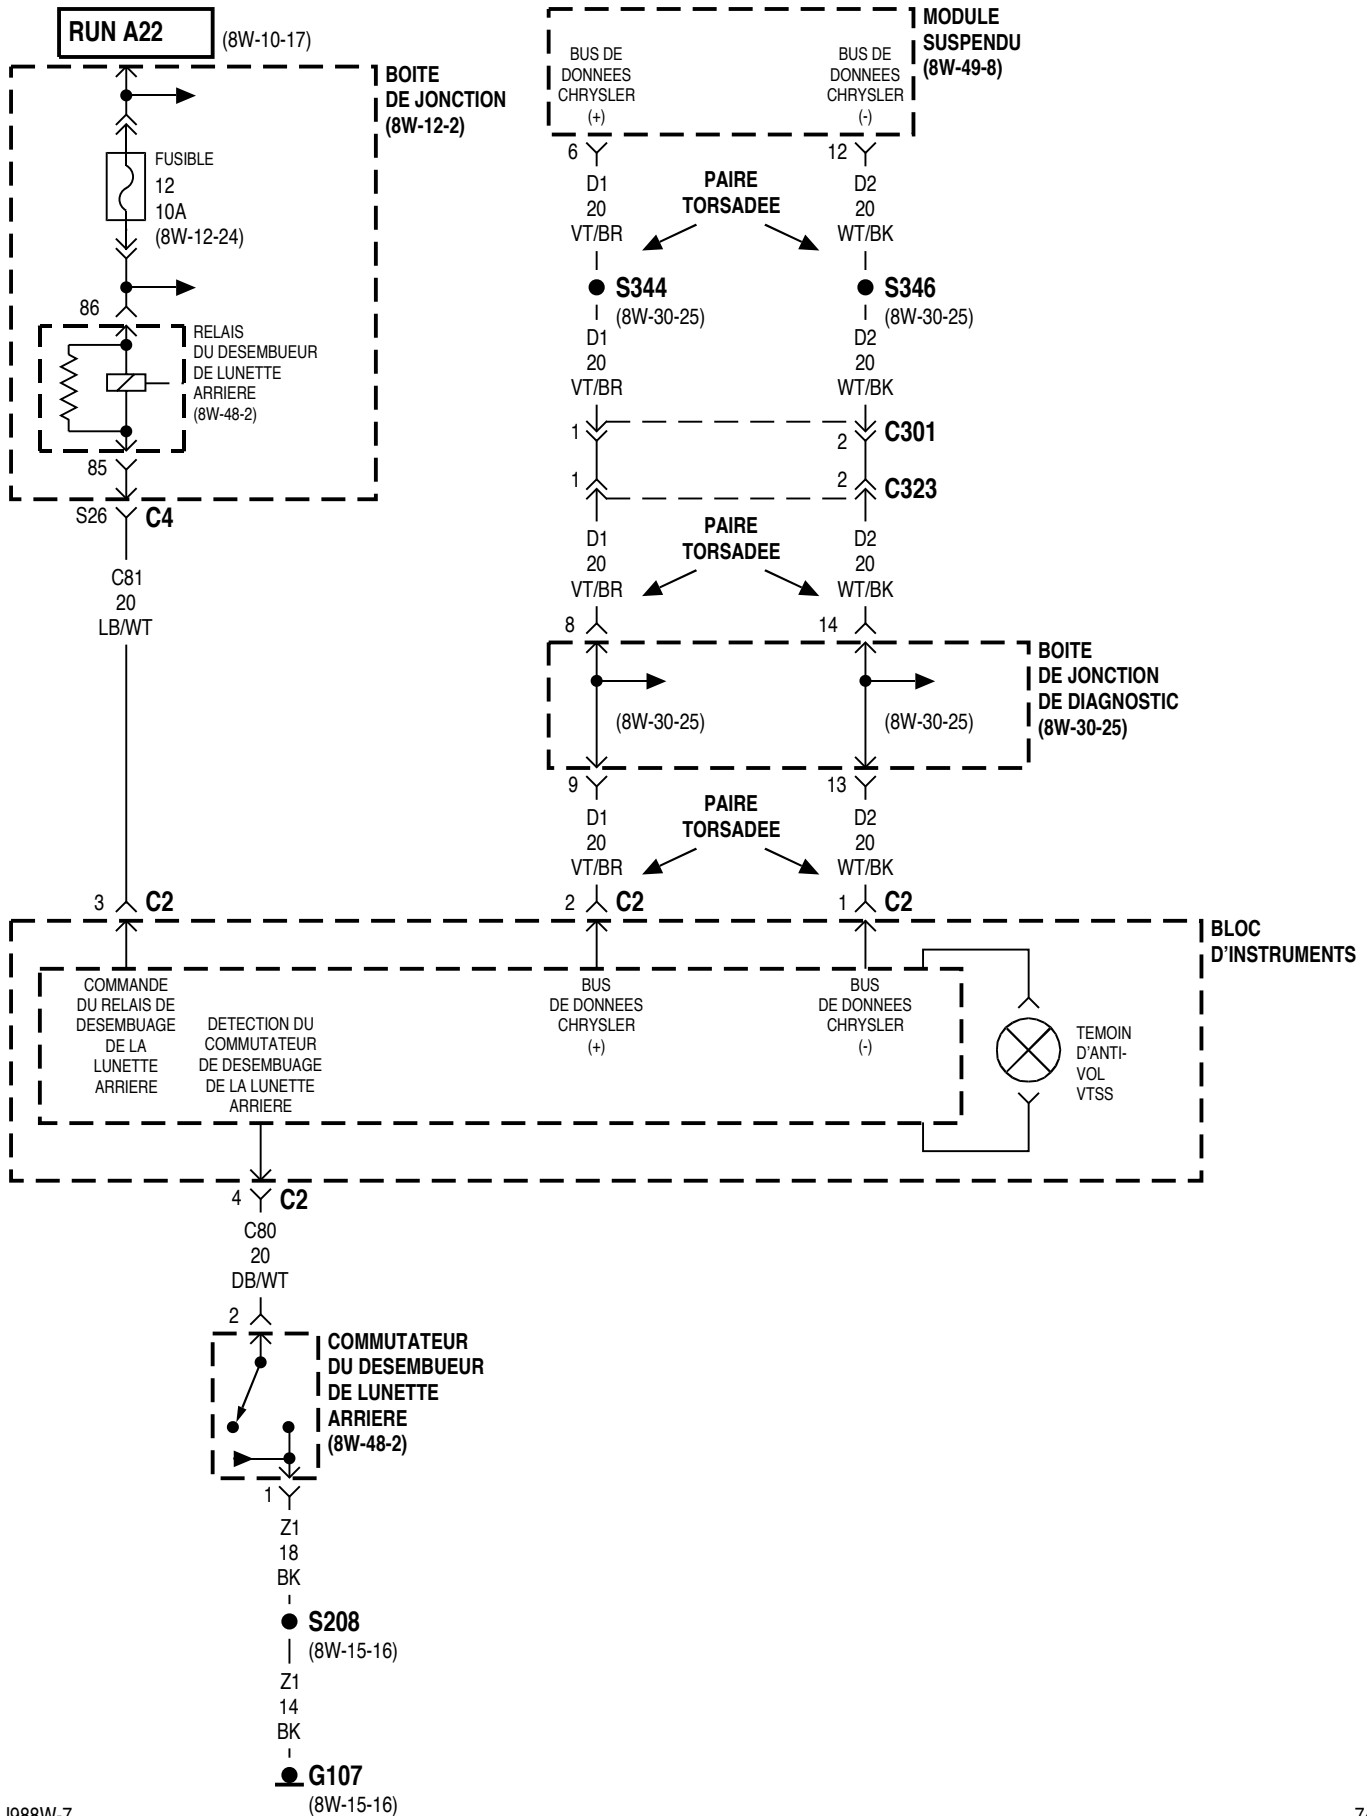 RUN A22
(8W-10-17)
BOITE
DE JONCTION
(8W-12-2)
FUSIBLE
12
10A
(8W-12-24)
86
RELAIS
DU DESEMBUEUR
DE LUNETTE
ARRIERE
(8W-48-2)
85
S26
C4
C81
20
LB/WT
3
C2
MODULE
SUSPENDU
(8W-49-8)
BUS DE
DONNEES
CHRYSLER
(+)
BUS DE
DONNEES
CHRYSLER
(-)
6
12
D1
20
VT/BR
PAIRE
TORSADEE
D2
20
WT/BK
S344
(8W-30-25)
S346
(8W-30-25)
D1
20
VT/BR
D2
20
WT/BK
1
2
C301
1
2
C323
D1
20
VT/BR
PAIRE
TORSADEE
D2
20
WT/BK
8
14
BOITE
DE JONCTION
DE DIAGNOSTIC
(8W-30-25)
(8W-30-25)
(8W-30-25)
9
13
D1
20
VT/BR
PAIRE
TORSADEE
D2
20
WT/BK
2
C2
1
C2
BLOC
D'INSTRUMENTS
COMMANDE
DU RELAIS DE
DESEMBUAGE
DE LA
LUNETTE
ARRIERE
DETECTION DU
COMMUTATEUR
DE DESEMBUAGE
DE LA LUNETTE
ARRIERE
BUS
DE DONNEES
CHRYSLER
(+)
BUS
DE DONNEES
CHRYSLER
(-)
TEMOIN
D'ANTI-
VOL
VTSS
4
C2
C80
20
DB/WT
2
COMMUTATEUR
DU DESEMBUEUR
DE LUNETTE
ARRIERE
(8W-48-2)
1
Z1
18
BK
S208
(8W-15-16)
Z1
14
BK
G107
(8W-15-16)